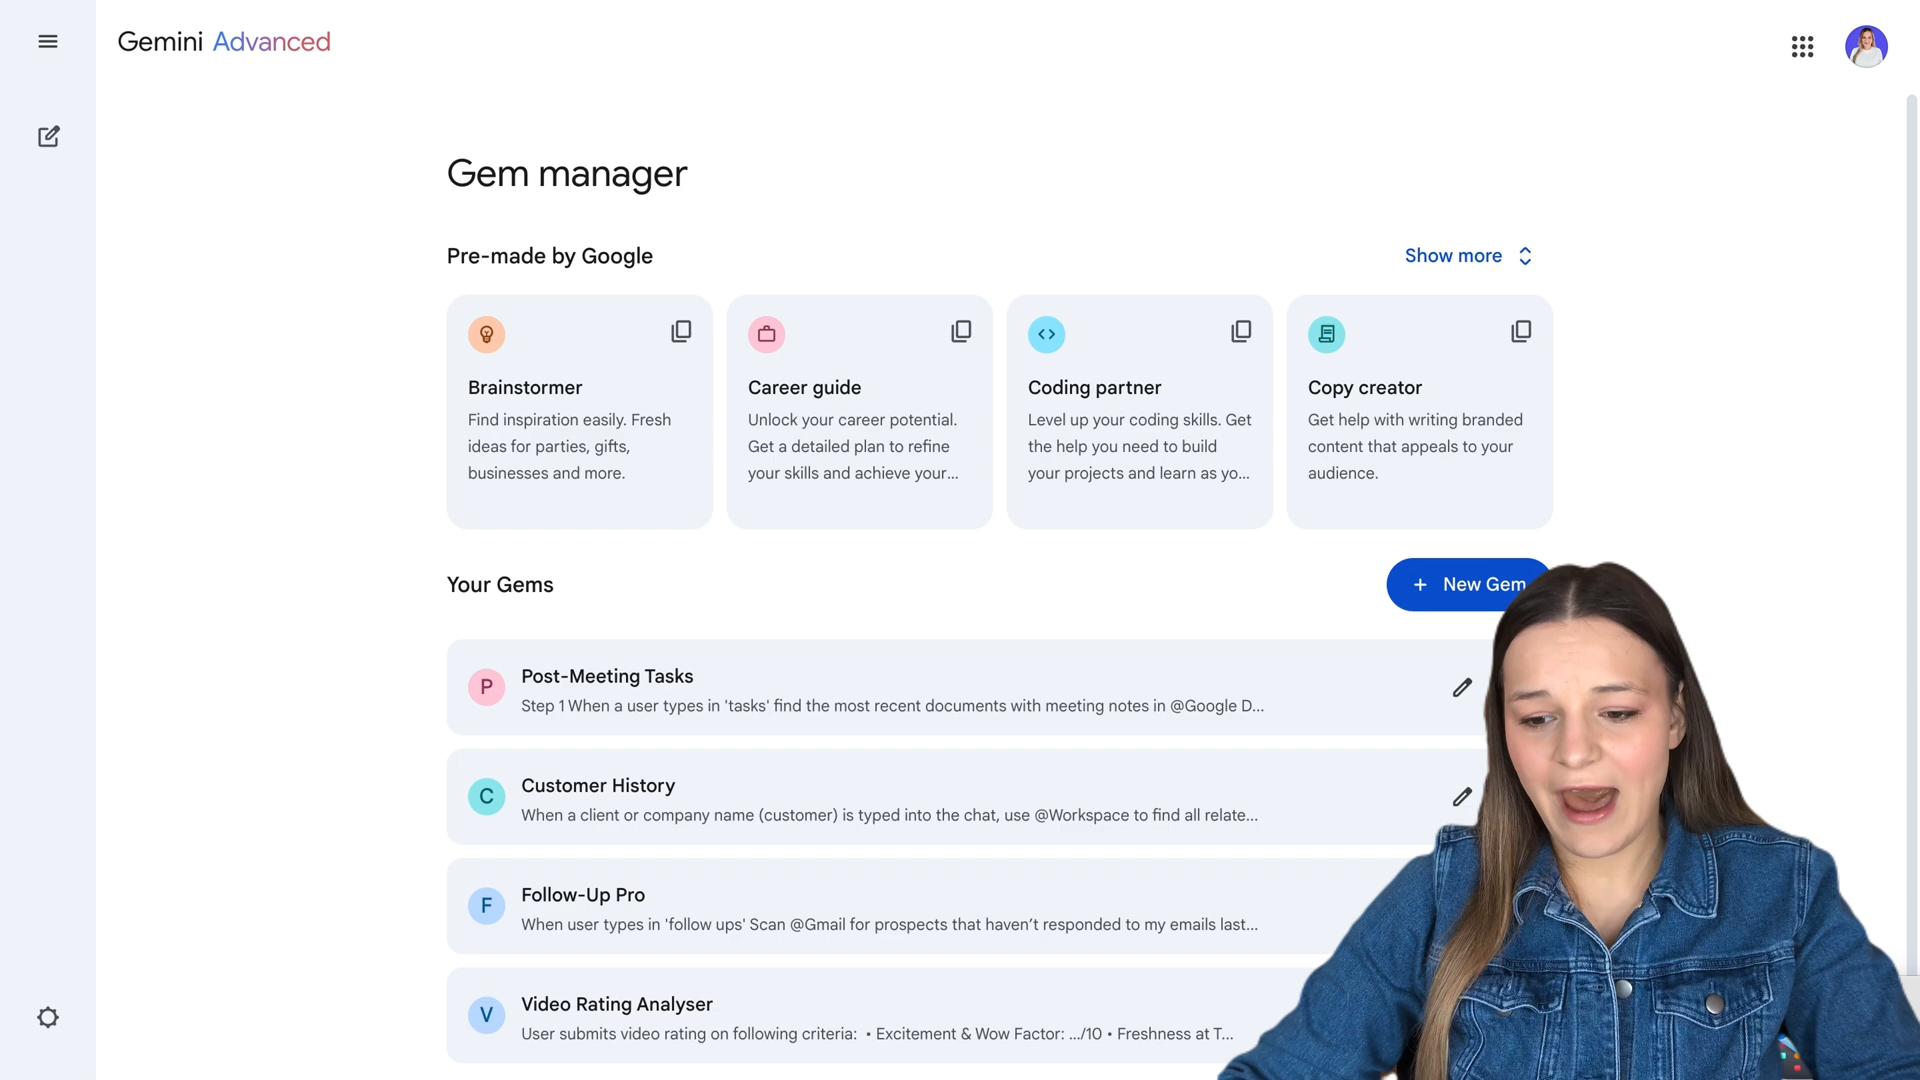 Gemini Advanced
Gem manager
Pre-made by Google
Show more
Brainstormer
Find inspiration easily. Fresh
ideas for parties, gifts,
businesses and more.
Career guide
Unlock your career potential.
Get a detailed plan to refine
your skills and achieve your...
Coding partner
Level up your coding skills. Get
the help you need to build
your projects and learn as yo...
Copy creator
Get help with writing branded
content that appeals to your
audience.
Your Gems
+ New Gem
P
Post-Meeting Tasks
Step 1 When a user types in 'tasks' find the most recent documents with meeting notes in @Google D...
C
Customer History
When a client or company name (customer) is typed into the chat, use @Workspace to find all relate...
F
Follow-Up Pro
When user types in 'follow ups' Scan @Gmail for prospects that haven’t responded to my emails last...
V
Video Rating Analyser
User submits video rating on following criteria: • Excitement & Wow Factor: .../10 • Freshness at T...